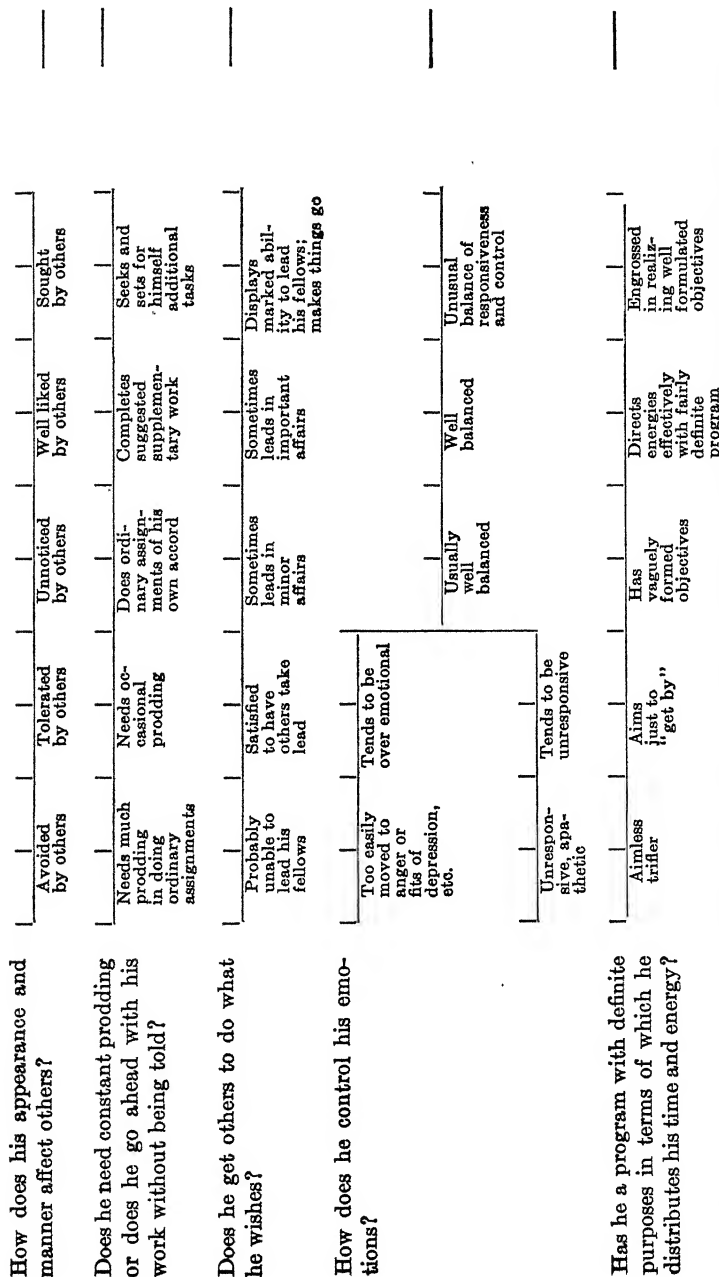 How does his appearance and
manner affect others?
Avoided
by others
Tolerated
by others
Unnoticed
by others
Well liked
by others
Sought
by others
Does he need constant prodding
or does he go ahead with his
work without being told?
Needs much
prodding
in doing
ordinary
assignments
Needs oc-
casional
prodding
Does ordi-
nary assign-
ments of his
own accord
Completes
suggested
supplemen-
tary work
Seeks and
sets for
himself
additional
tasks
Does he get others to do what
he wishes?
Probably
unable to
lead his
fellows
Satisfied
to have
others take
lead
Sometimes
leads in
minor
affairs
Sometimes
leads in
important
affairs
Displays
marked abil-
ity to lead
his fellows;
makes things go
How does he control his emo-
tions?
Too easily
moved to
anger or
fits of
depression,
etc.
Tends to be
over emotional
Usually
well
balanced
Well
balanced
Unusual
balance of
responsiveness
and control
Unrespon-
sive, apa-
thetic
Tends to be
unresponsive
Has he a program with definite
purposes in terms of which he
distributes his time and energy?
Aimless
trifler
Aims
just to
"get by"
Has
vaguely
formed
objectives
Directs
energies
effectively
with fairly
definite
program
Engrossed
in realiz-
ing well
formulated
objectives